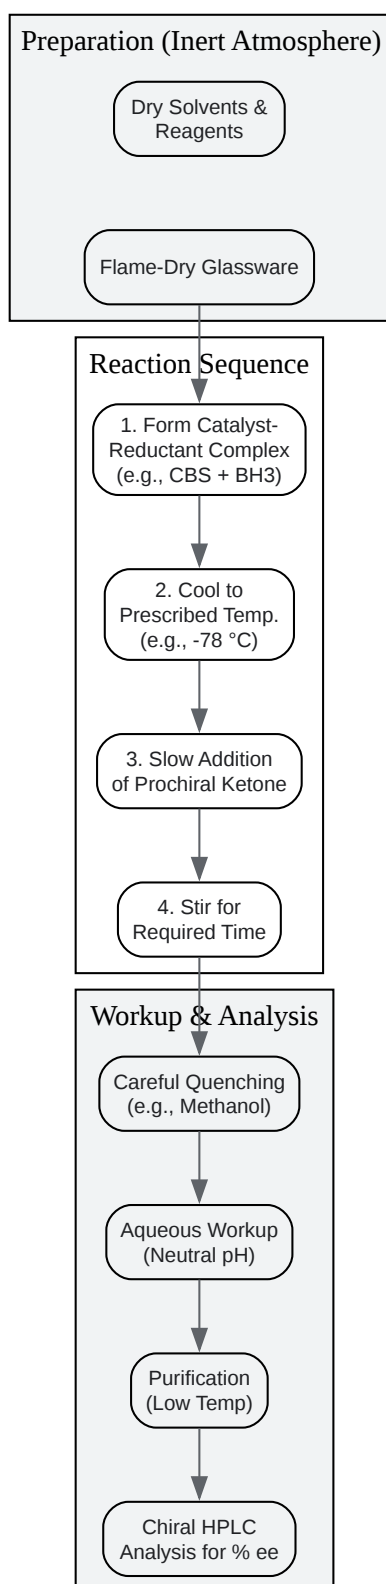 Preparation (Inert Atmosphere)
Dry Solvents &
Reagents
Flame-Dry Glassware
Reaction Sequence
1. Form Catalyst-
Reductant Complex
(e.g., CBS + BH3)
2. Cool to
Prescribed Temp.
(e.g., -78 °C)
3. Slow Addition
of Prochiral Ketone
4. Stir for
Required Time
Workup & Analysis
Careful Quenching
(e.g., Methanol)
Aqueous Workup
(Neutral pH)
Purification
(Low Temp)
Chiral HPLC
Analysis for % ee